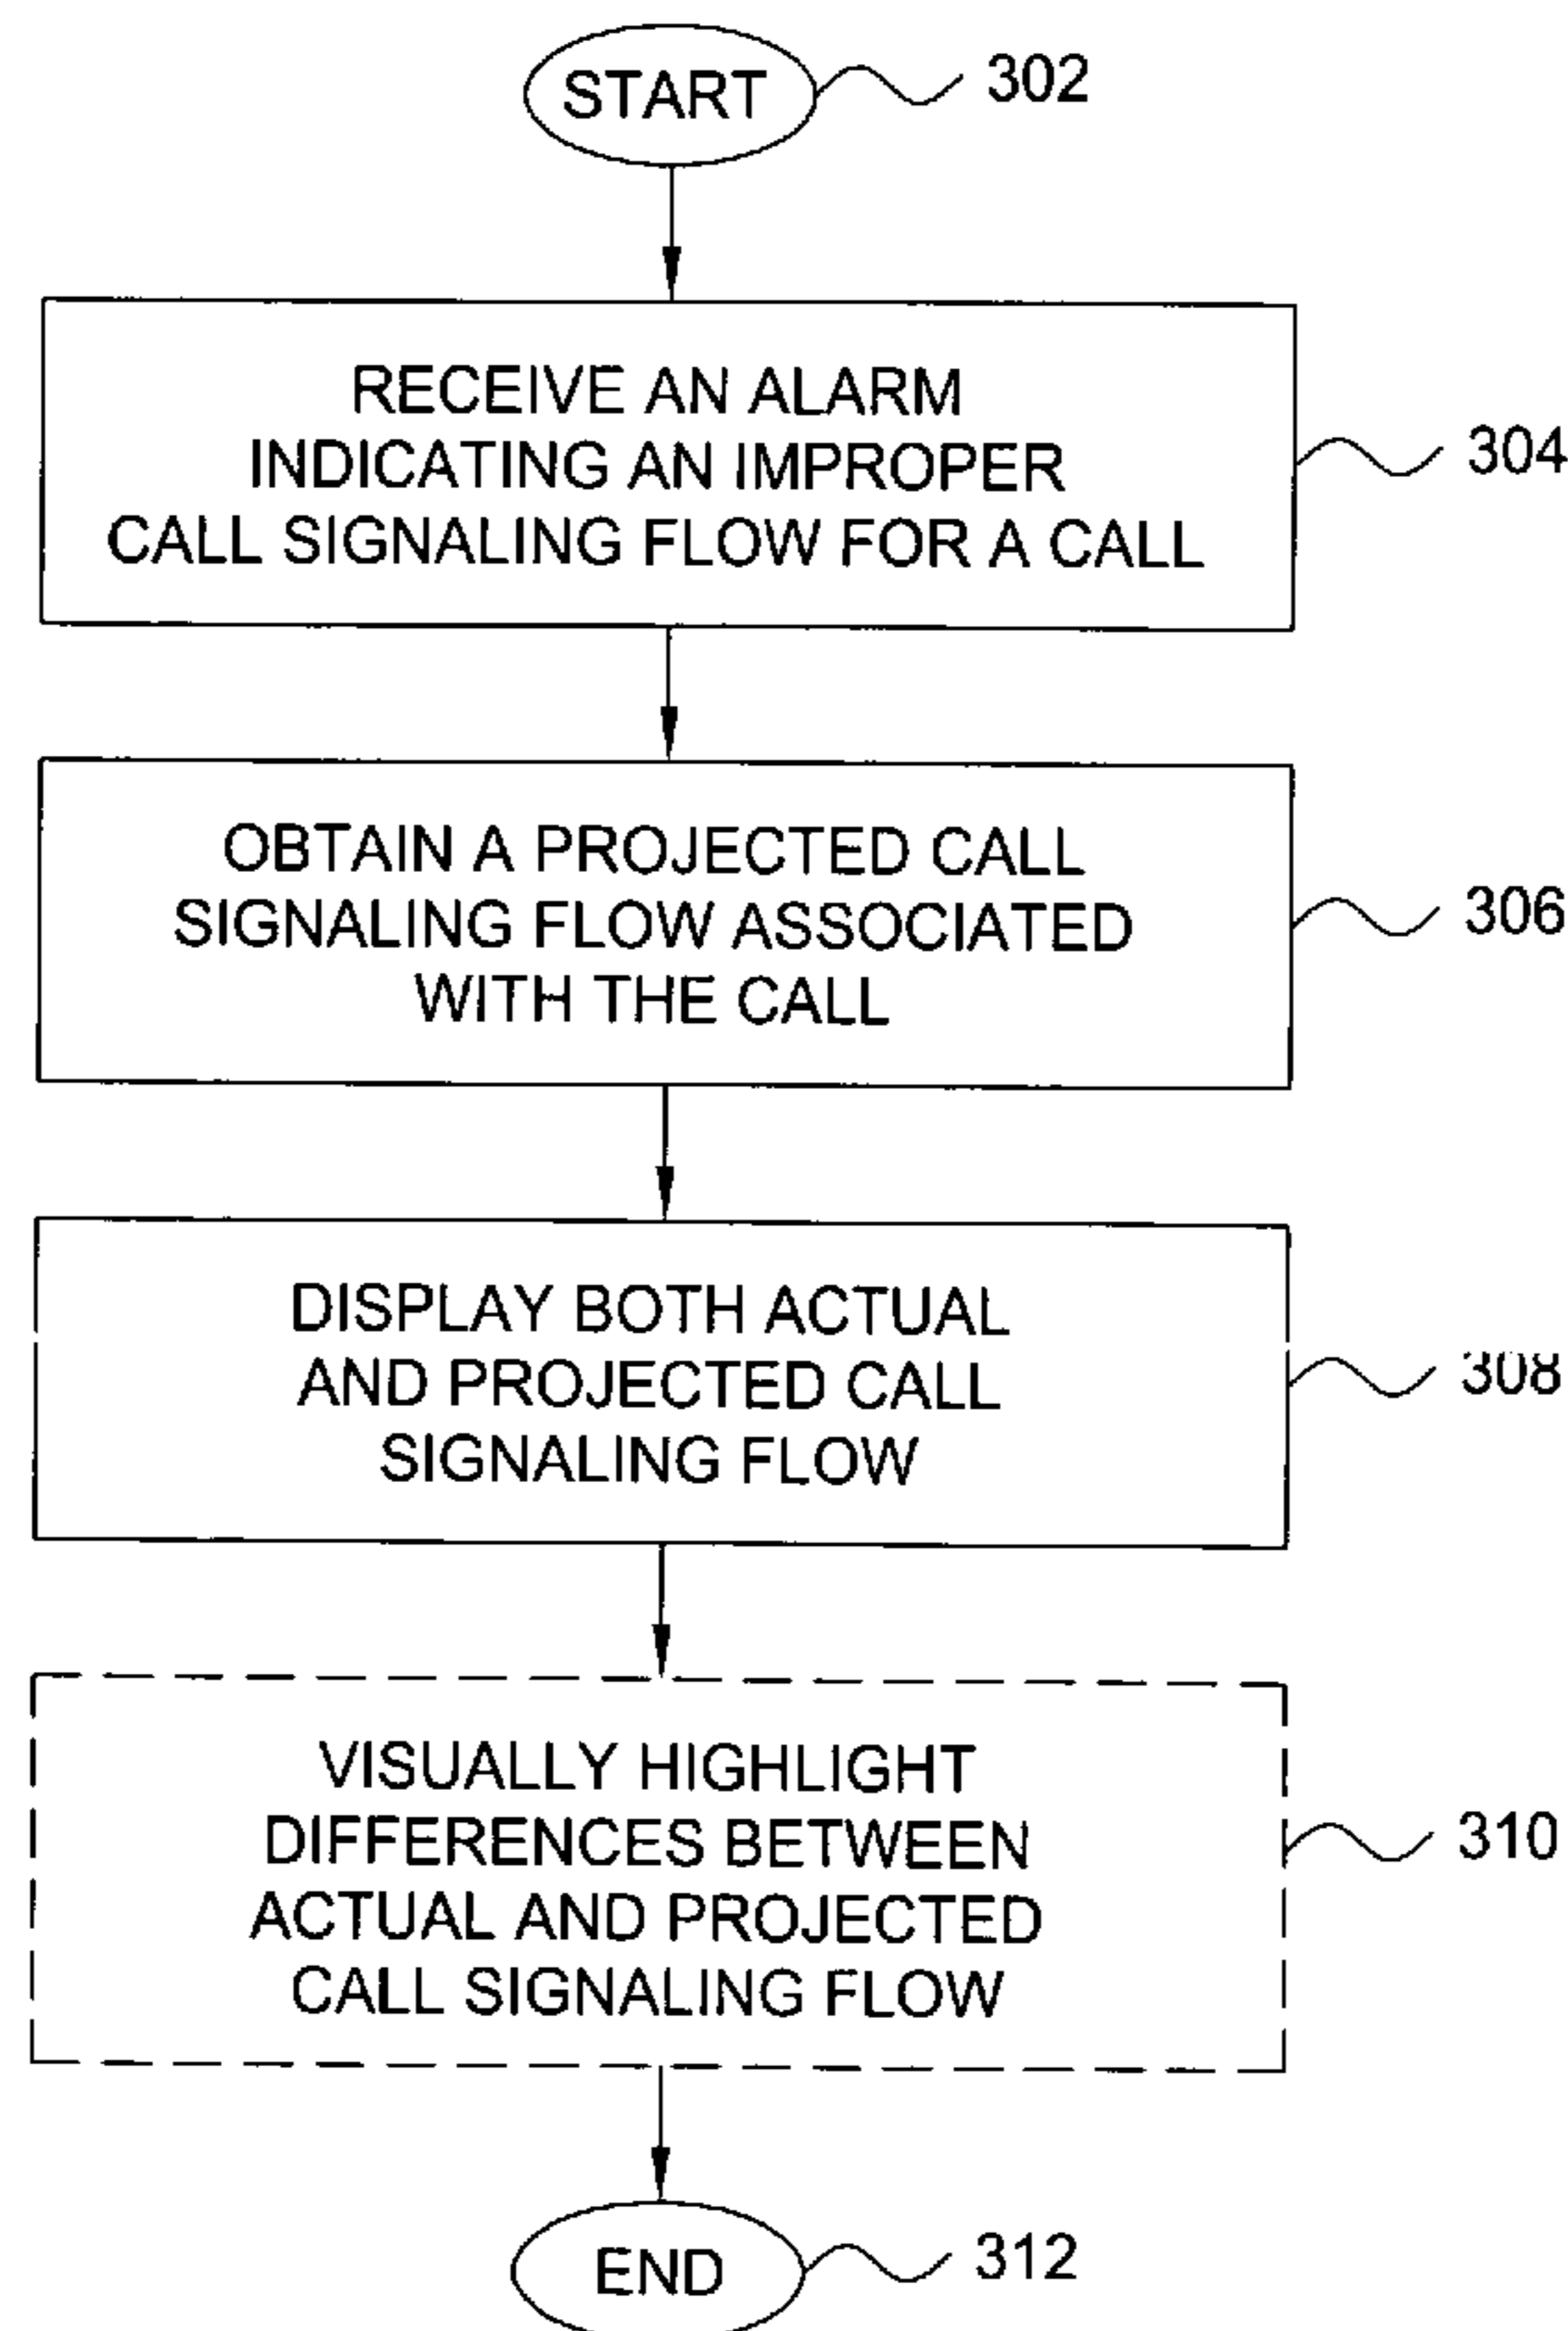 START
302
RECEIVE AN ALARM
INDICATING AN IMPROPER
CALL SIGNALING FLOW FOR A CALL
304
OBTAIN A PROJECTED CALL
SIGNALING FLOW ASSOCIATED
WITH THE CALL
306
DISPLAY BOTH ACTUAL
AND PROJECTED CALL
SIGNALING FLOW
308
VISUALLY HIGHLIGHT
DIFFERENCES BETWEEN
ACTUAL AND PROJECTED
CALL SIGNALING FLOW
310
END
312